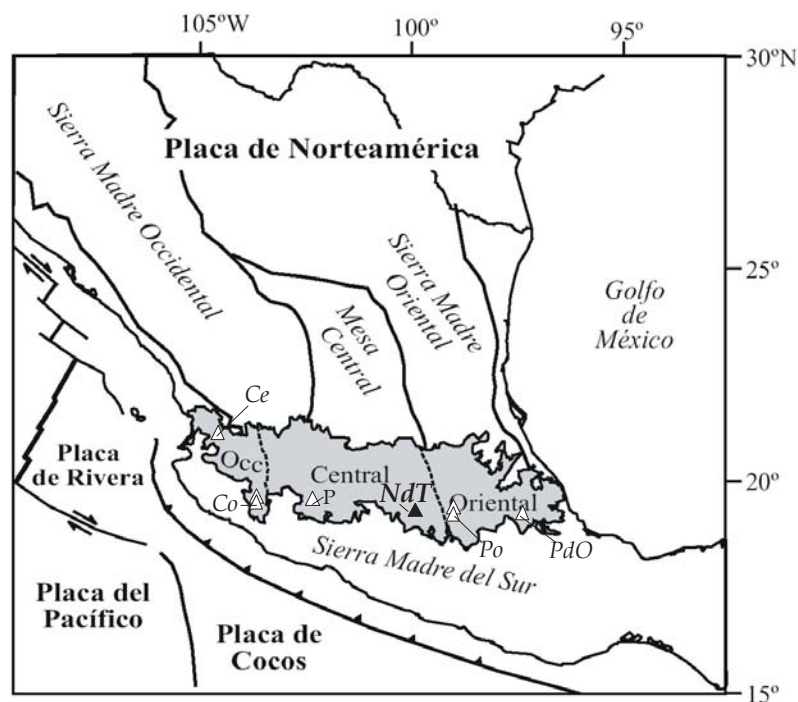 105ºW
100º
95º
30ºN
Sierra Madre Occidental
Placa de Norteamérica
Sierra Madre
Oriental
25º
Mesa
Central
Golfo
de
México
Ce
Placa
de Rivera
Occ
Central
20º
Co
P
NdT
Oriental
Po
PdO
Sierra Madre del Sur
Placa del
Pacífico
Placa de
Cocos
15º